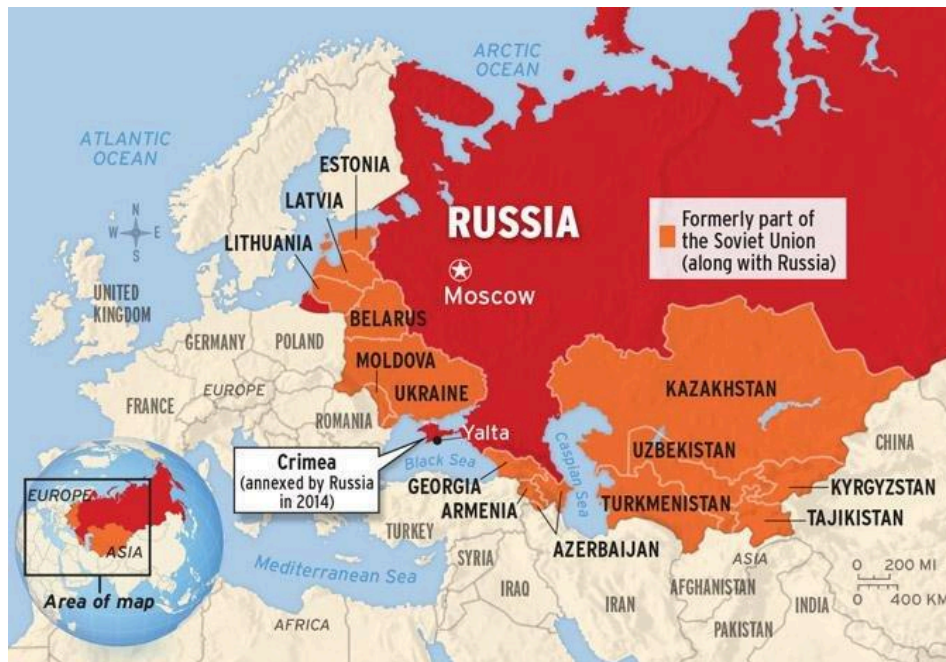 ARCTIC
OCEAN
ATLANTIC
OCEAN
ESTONIA
LATVIA
LITHUANIA
N
W
E
S
RUSSIA
Moscow
Formerly part of
the Soviet Union
(along with Russia)
UNITED
KINGDOM
BELARUS
GERMANY
POLAND
MOLDOVA
EUROPE
UKRAINE
KAZAKHSTAN
FRANCE
ROMANIA
Yalta
CHINA
Crimea
(annexed by Russia
in 2014)
Black Sea
Caspian Sea
UZBEKISTAN
GEORGIA
ARMENIA
TURKMENISTAN
KYRGYZSTAN
TAJIKISTAN
TURKEY
AZERBAIJAN
EUROPE
ASIA
Area of map
SYRIA
ASIA
Mediterranean Sea
IRAQ
IRAN
AFGHANISTAN
PAKISTAN
INDIA
0 200 MI
0 400 KM
AFRICA